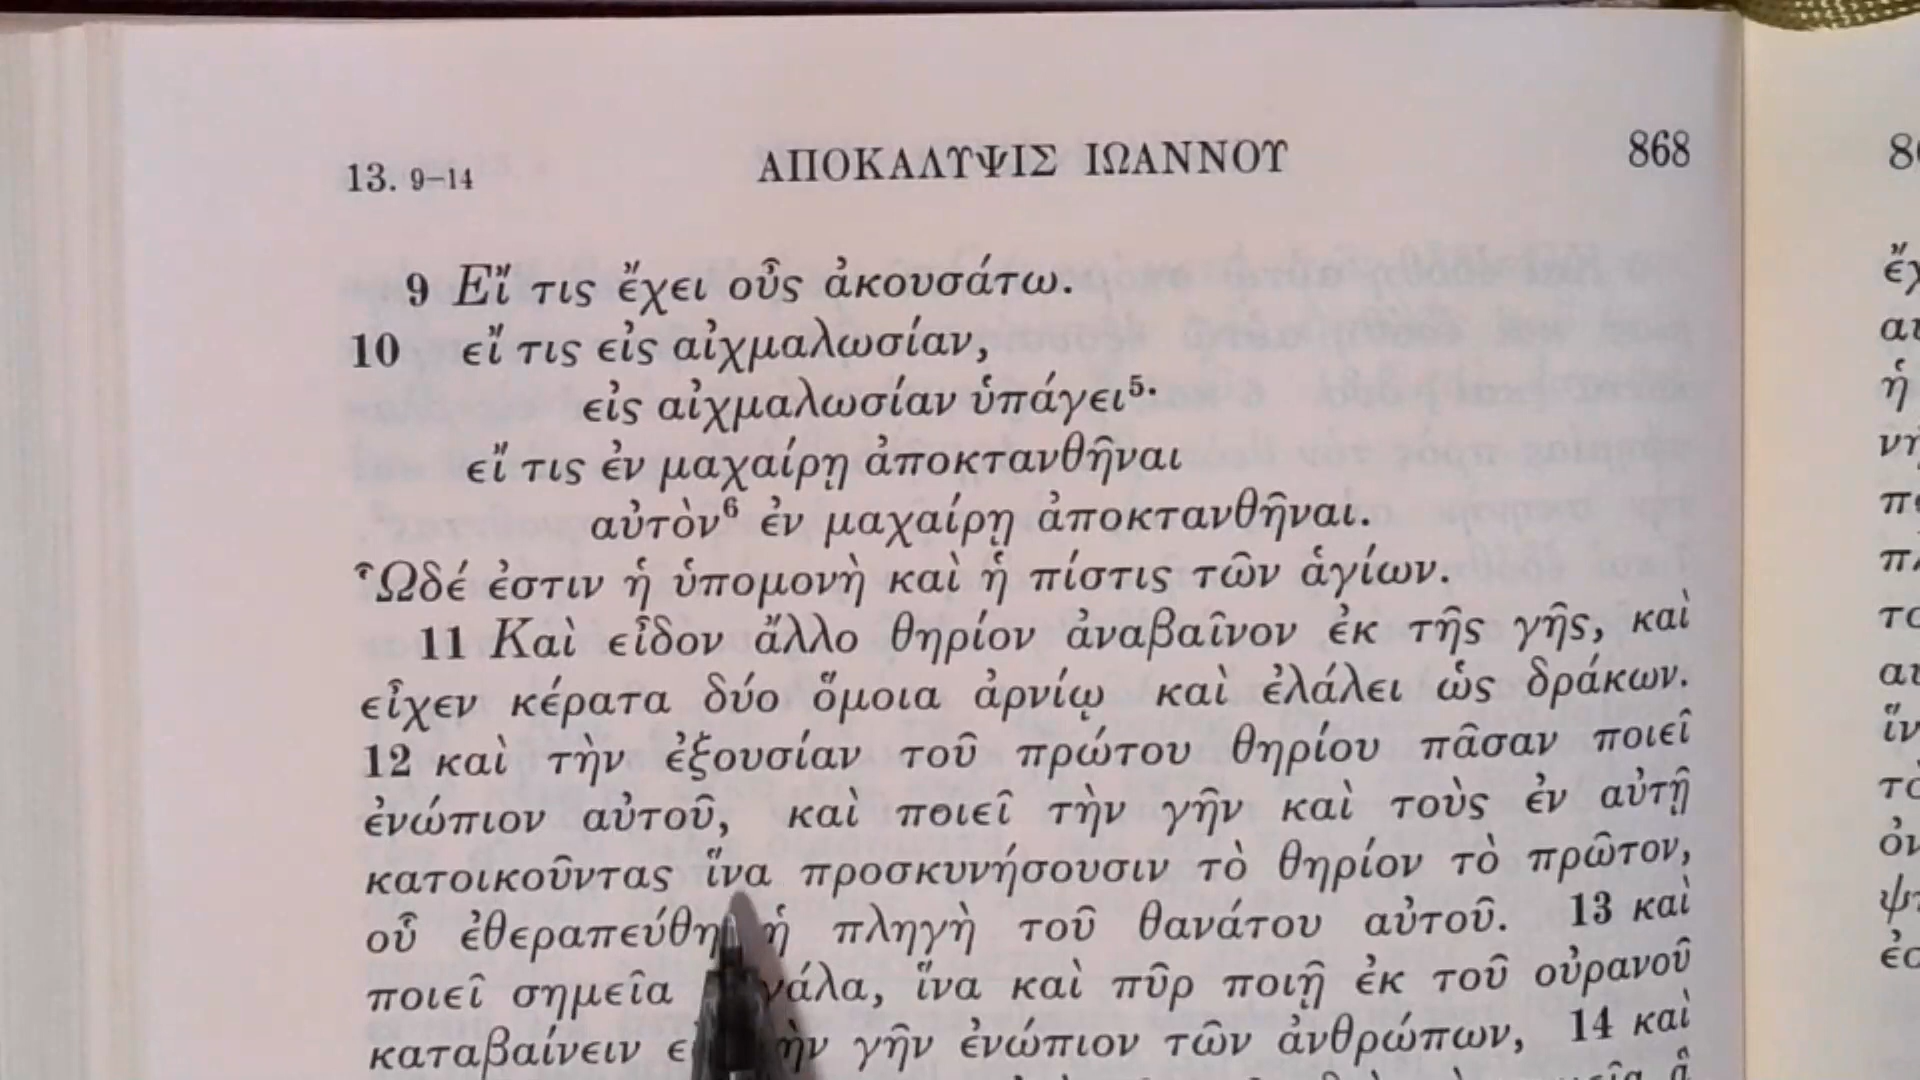 13. 9–14 ΑΠΟΚΑΛΥΨΙΣ ΙΩΑΝΝΟΥ 868
9 Εἴ τις ἔχει οὖς ἀκουσάτω.
10 εἴ τις εἰς αἰχμαλωσίαν,
εἰς αἰχμαλωσίαν ὑπάγει⁵·
εἴ τις ἐν μαχαίρῃ ἀποκτανθῆναι
αὐτὸν⁶ ἐν μαχαίρῃ ἀποκτανθῆναι.
Ὧδέ ἐστιν ἡ ὑπομονὴ καὶ ἡ πίστις τῶν ἁγίων.
11 Καὶ εἶδον ἄλλο θηρίον ἀναβαῖνον ἐκ τῆς γῆς, καὶ
εἶχεν κέρατα δύο ὅμοια ἀρνίῳ καὶ ἐλάλει ὡς δράκων.
12 καὶ τὴν ἐξουσίαν τοῦ πρώτου θηρίου πᾶσαν ποιεῖ
ἐνώπιον αὐτοῦ, καὶ ποιεῖ τὴν γῆν καὶ τοὺς ἐν αὐτῇ
κατοικοῦντας ἵνα προσκυνήσουσιν τὸ θηρίον τὸ πρῶτον,
οὗ ἐθεραπεύθη ἡ πληγὴ τοῦ θανάτου αὐτοῦ. 13 καὶ
ποιεῖ σημεῖα ἵνα καὶ πῦρ ποιῇ ἐκ τοῦ οὐρανοῦ
καταβαίνειν γῆν ἐνώπιον τῶν ἀνθρώπων, 14 καὶ